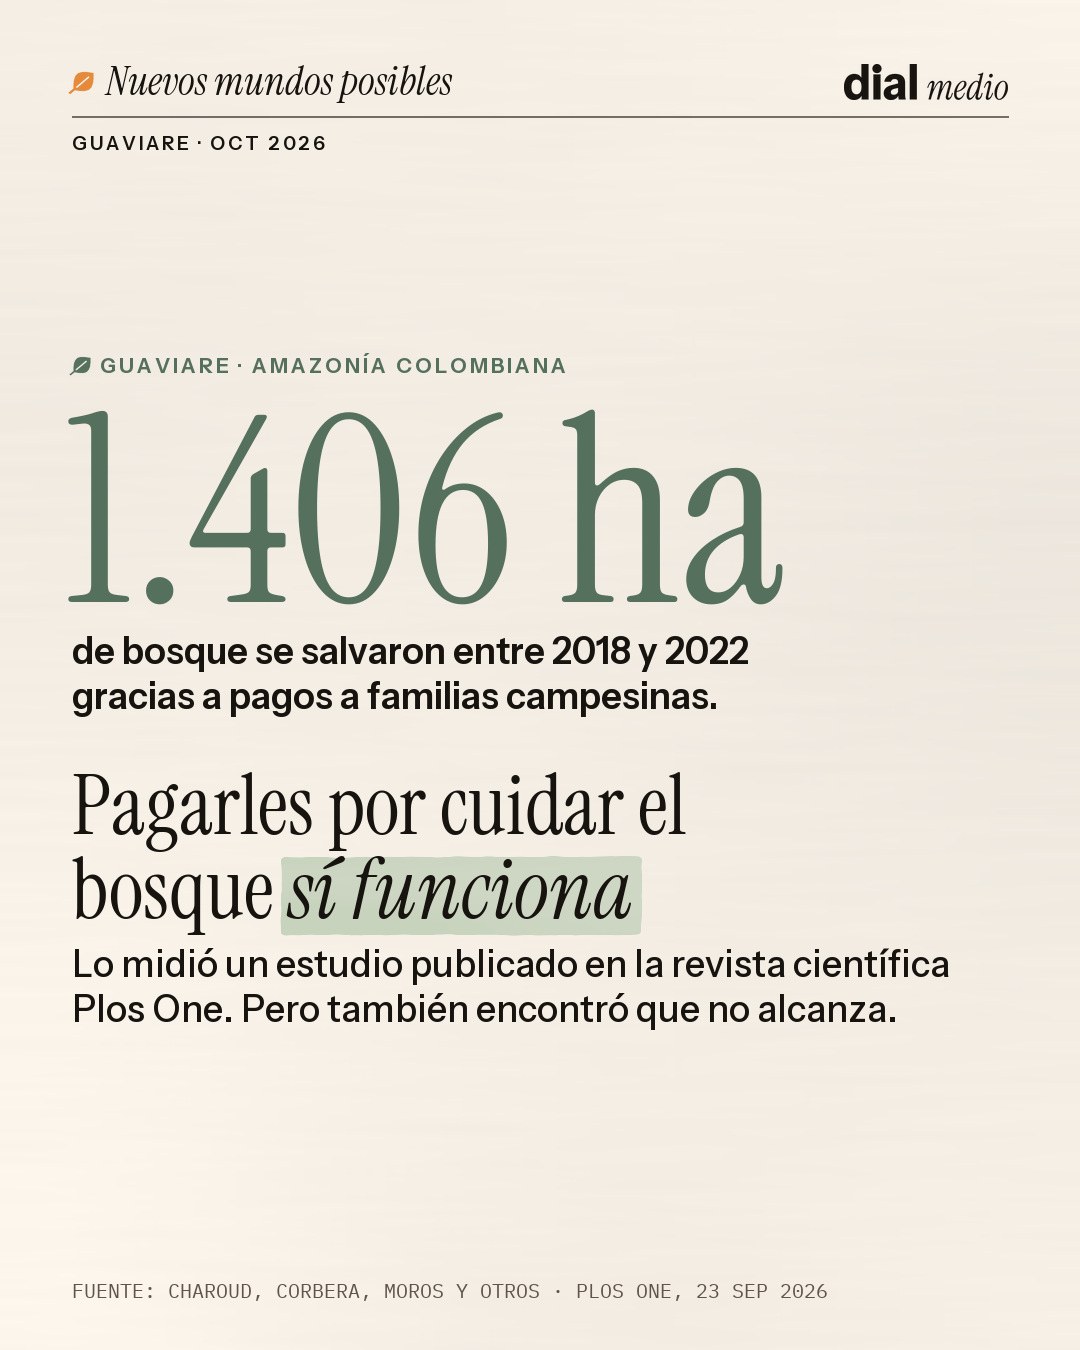 Nuevos mundos posibles
dial medio
GUAVIARE · OCT 2026
GUAVIARE · AMAZONÍA COLOMBIANA
1.406 ha
de bosque se salvaron entre 2018 y 2022
gracias a pagos a familias campesinas.
Pagarles por cuidar el
bosque sí funciona
Lo midió un estudio publicado en la revista científica
Plos One. Pero también encontró que no alcanza.
FUENTE: CHAROUD, CORBERA, MOROS Y OTROS · PLOS ONE, 23 SEP 2026